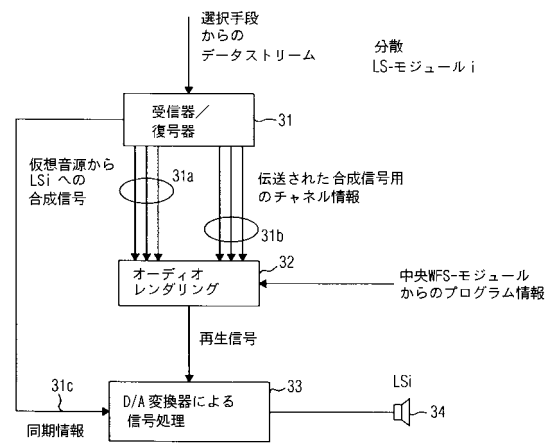 選択手段
からの
データストリーム
分散
LS-モジュール i
受信器／
復号器
31
仮想音源から
LSi への
合成信号
31a
伝送された合成信号用
のチャネル情報
31b
32
オーディオ
レンダリング
中央WFS-モジュール
からのプログラム情報
再生信号
31c
同期情報
33
D/A 変換器による
信号処理
LSi
34